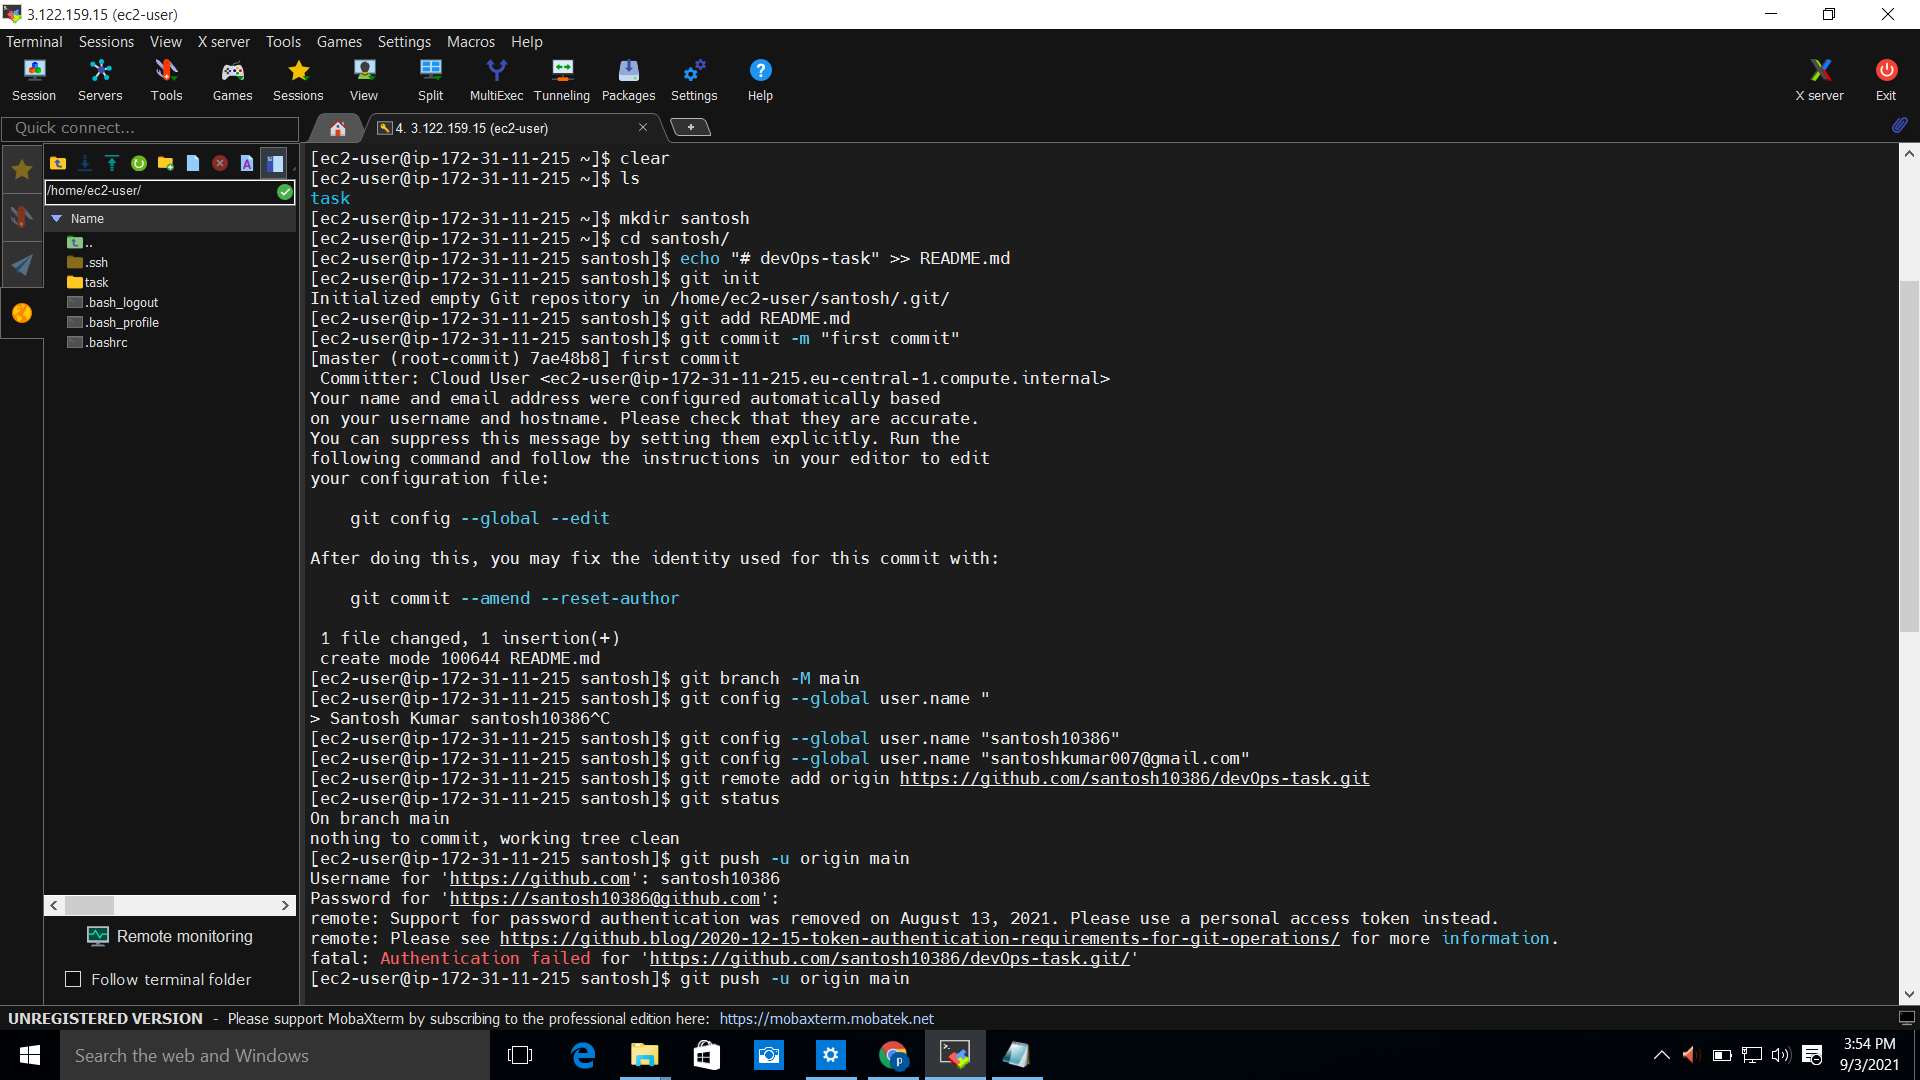 3.122.159.15 (ec2-user)
Terminal Sessions View X server Tools Games Settings Macros Help
Session Servers Tools Games Sessions View Split MultiExec Tunneling Packages Settings Help X server Exit
Quick connect...
4. 3.122.159.15 (ec2-user)
/home/ec2-user/
Name
..
.ssh
task
.bash_logout
.bash_profile
.bashrc
Remote monitoring
Follow terminal folder
[ec2-user@ip-172-31-11-215 ~]$ clear
[ec2-user@ip-172-31-11-215 ~]$ ls
task
[ec2-user@ip-172-31-11-215 ~]$ mkdir santosh
[ec2-user@ip-172-31-11-215 ~]$ cd santosh/
[ec2-user@ip-172-31-11-215 santosh]$ echo "# devOps-task" >> README.md
[ec2-user@ip-172-31-11-215 santosh]$ git init
Initialized empty Git repository in /home/ec2-user/santosh/.git/
[ec2-user@ip-172-31-11-215 santosh]$ git add README.md
[ec2-user@ip-172-31-11-215 santosh]$ git commit -m "first commit"
[master (root-commit) 7ae48b8] first commit
 Committer: Cloud User <ec2-user@ip-172-31-11-215.eu-central-1.compute.internal>
Your name and email address were configured automatically based
on your username and hostname. Please check that they are accurate.
You can suppress this message by setting them explicitly. Run the
following command and follow the instructions in your editor to edit
your configuration file:
    git config --global --edit
After doing this, you may fix the identity used for this commit with:
    git commit --amend --reset-author
 1 file changed, 1 insertion(+)
 create mode 100644 README.md
[ec2-user@ip-172-31-11-215 santosh]$ git branch -M main
[ec2-user@ip-172-31-11-215 santosh]$ git config --global user.name "
> Santosh Kumar santosh10386^C
[ec2-user@ip-172-31-11-215 santosh]$ git config --global user.name "santosh10386"
[ec2-user@ip-172-31-11-215 santosh]$ git config --global user.name "santoshkumar007@gmail.com"
[ec2-user@ip-172-31-11-215 santosh]$ git remote add origin https://github.com/santosh10386/devOps-task.git
[ec2-user@ip-172-31-11-215 santosh]$ git status
On branch main
nothing to commit, working tree clean
[ec2-user@ip-172-31-11-215 santosh]$ git push -u origin main
Username for 'https://github.com': santosh10386
Password for 'https://santosh10386@github.com':
remote: Support for password authentication was removed on August 13, 2021. Please use a personal access token instead.
remote: Please see https://github.blog/2020-12-15-token-authentication-requirements-for-git-operations/ for more information.
fatal: Authentication failed for 'https://github.com/santosh10386/devOps-task.git/'
[ec2-user@ip-172-31-11-215 santosh]$ git push -u origin main
UNREGISTERED VERSION - Please support MobaXterm by subscribing to the professional edition here: https://mobaxterm.mobatek.net
Search the web and Windows
3:54 PM
9/3/2021